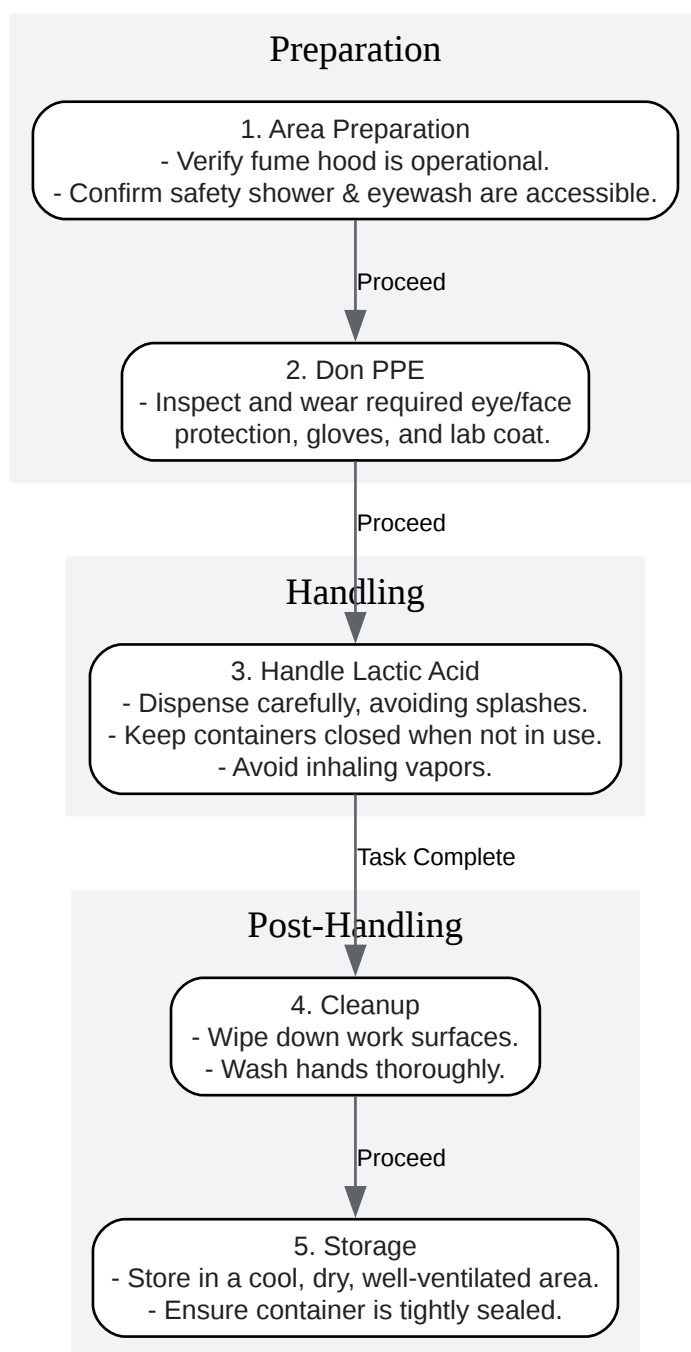 Preparation
1. Area Preparation
- Verify fume hood is operational.
- Confirm safety shower & eyewash are accessible.
Proceed
2. Don PPE
- Inspect and wear required eye/face
protection, gloves, and lab coat.
Proceed
Handling
3. Handle Lactic Acid
- Dispense carefully, avoiding splashes.
- Keep containers closed when not in use.
- Avoid inhaling vapors.
Task Complete
Post-Handling
4. Cleanup
- Wipe down work surfaces.
- Wash hands thoroughly.
Proceed
5. Storage
- Store in a cool, dry, well-ventilated area.
- Ensure container is tightly sealed.